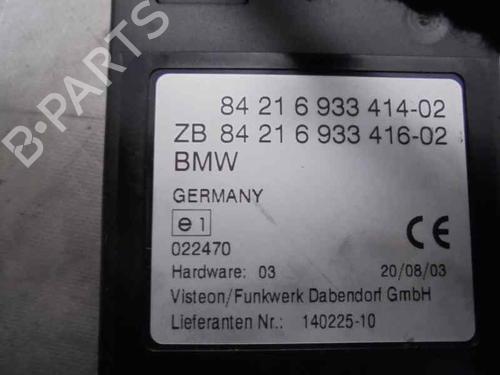 84 21 6 933 414-02
ZB 84 21 6 933 416-02
BMW
GERMANY
e1
022470
CE
Hardware: 03 20/08/03
Visteon/Funkwerk Dabendorf GmbH
Lieferanten Nr.: 140225-10
B-PARTS